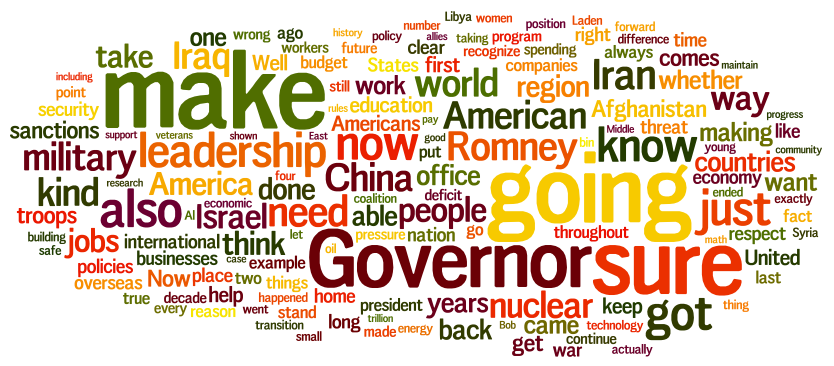 Libya women
history position Laden
number
one wrong ago policy allies taking program right forward
workers future clear recognize spending difference time
take Iraq Well budget States first companies always comes
including
point make still work world region Iran whether
security education American Afghanistan way
rules pay progress
sanctions support veterans shown East Americans now good put Romney bin know Middle threat making like
military leadership young community
research four China office countries
kind America done deficit economy want
economic coalition going ended exactly
troops also Al Israel need able people just fact
building let pressure nation go throughout math respect Syria
safe jobs international think oil
businesses case example Governor sure United
policies Now place two things last
overseas
true decade help happened home president years nuclear keep got thing
every reason went stand trillion
transition long made energy back Bob came technology
small get war continue
actually maintain